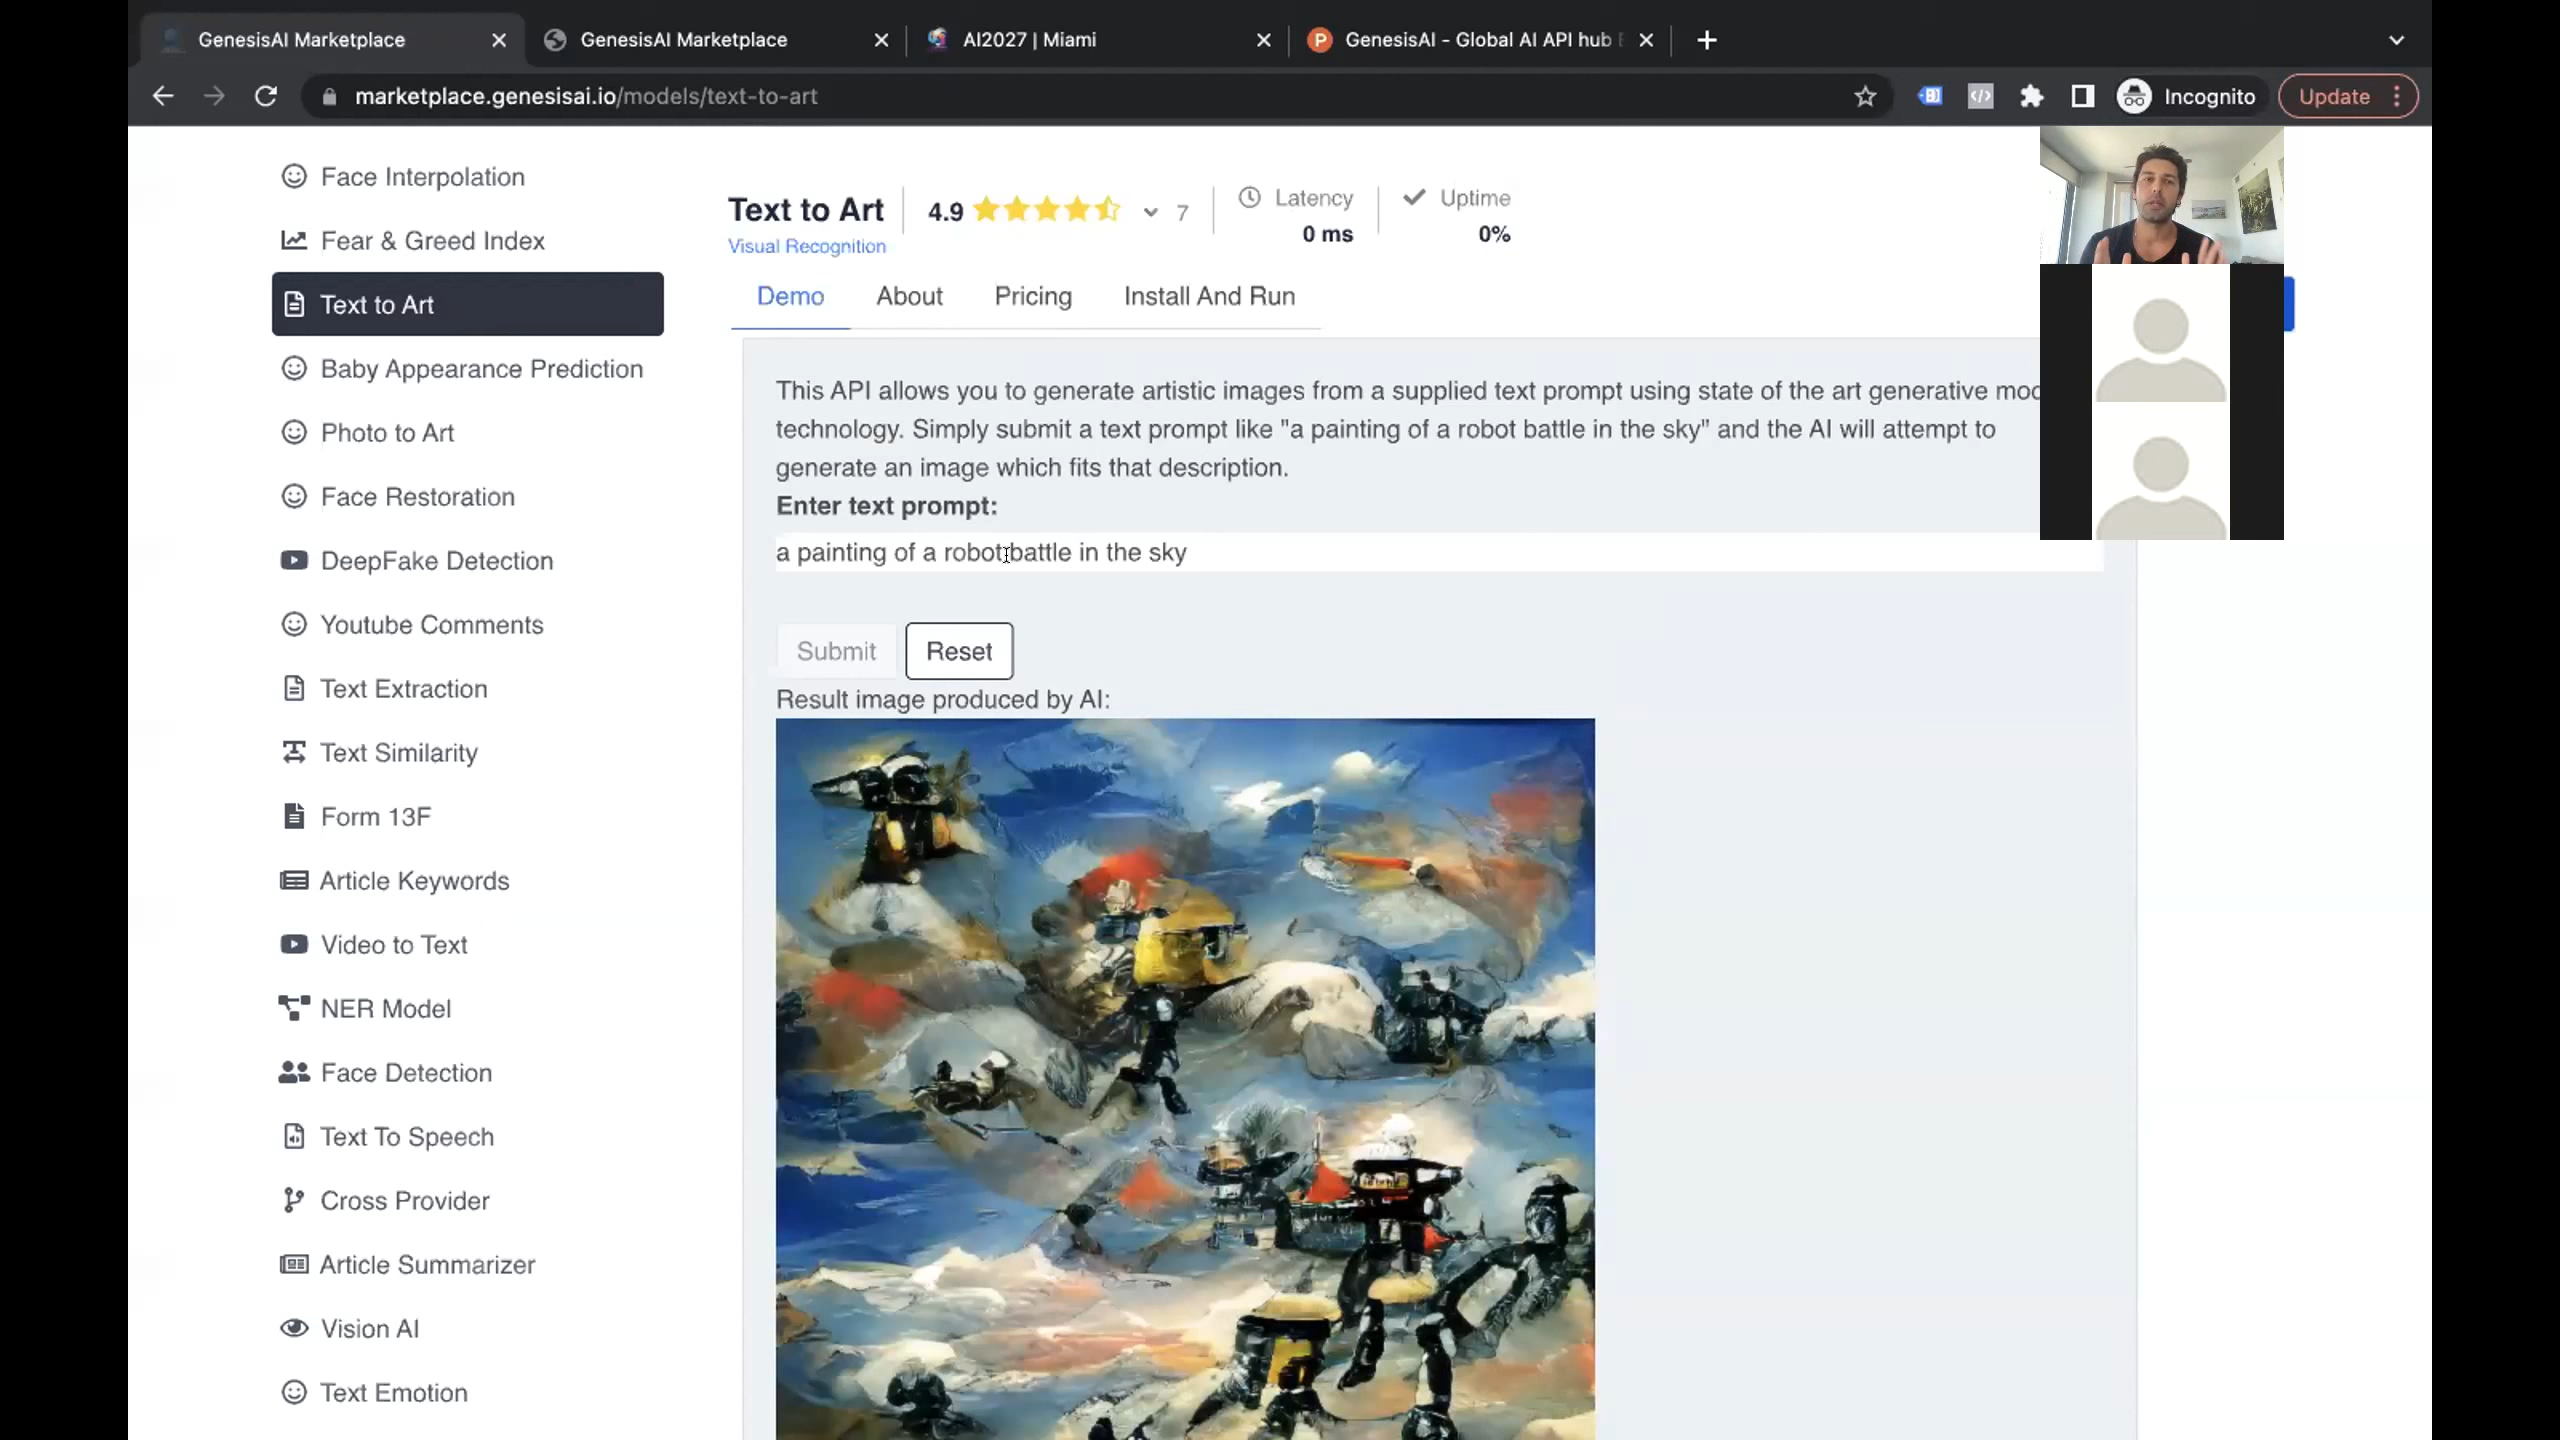 GenesisAI Marketplace
GenesisAI Marketplace
AI2027 | Miami
GenesisAI - Global AI API hub
marketplace.genesisai.io/models/text-to-art
Incognito
Update
Face Interpolation
Fear & Greed Index
Text to Art
Baby Appearance Prediction
Photo to Art
Face Restoration
DeepFake Detection
Youtube Comments
Text Extraction
Text Similarity
Form 13F
Article Keywords
Video to Text
NER Model
Face Detection
Text To Speech
Cross Provider
Article Summarizer
Vision AI
Text Emotion
Text to Art
Visual Recognition
4.9
7
Latency
0 ms
Uptime
0%
Demo
About
Pricing
Install And Run
This API allows you to generate artistic images from a supplied text prompt using state of the art generative
technology. Simply submit a text prompt like "a painting of a robot battle in the sky" and the AI will attempt to
generate an image which fits that description.
Enter text prompt:
a painting of a robot battle in the sky
Submit
Reset
Result image produced by AI: